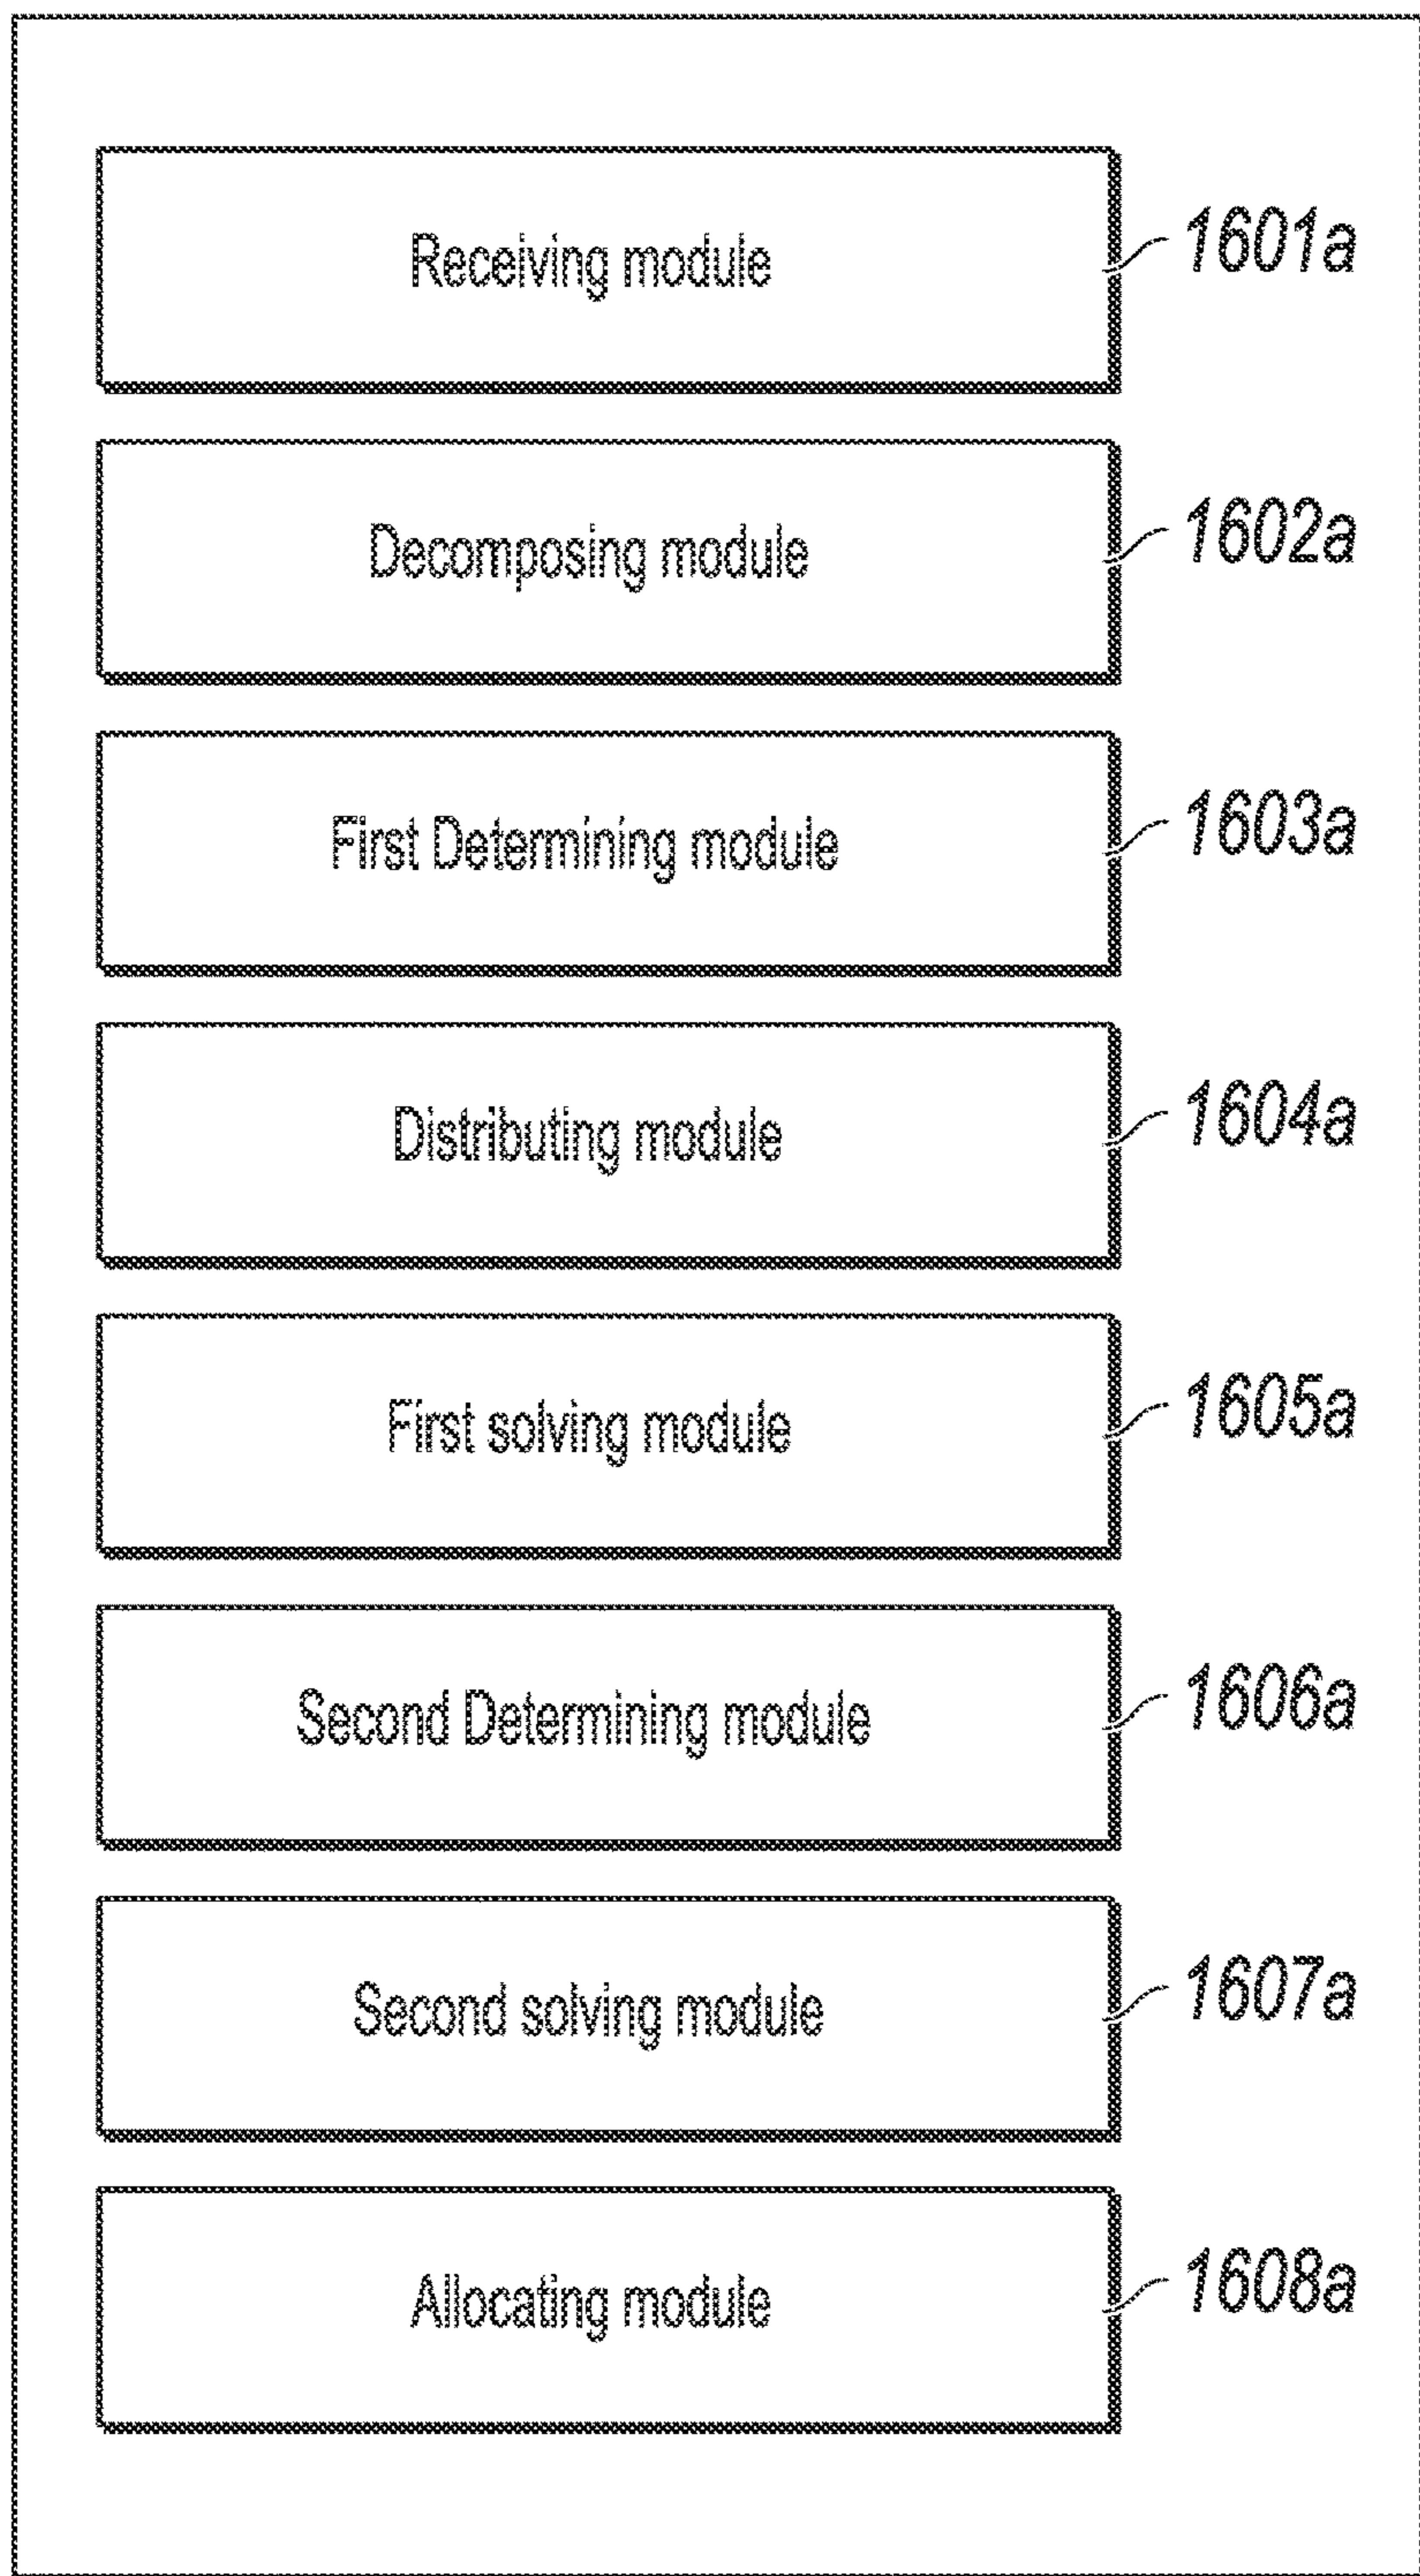 Receiving module
1601a
Decomposing module
1602a
First Determining module
1603a
Distributing module
1604a
First solving module
1605a
Second Determining module
1606a
Second solving module
1607a
Allocating module
1608a